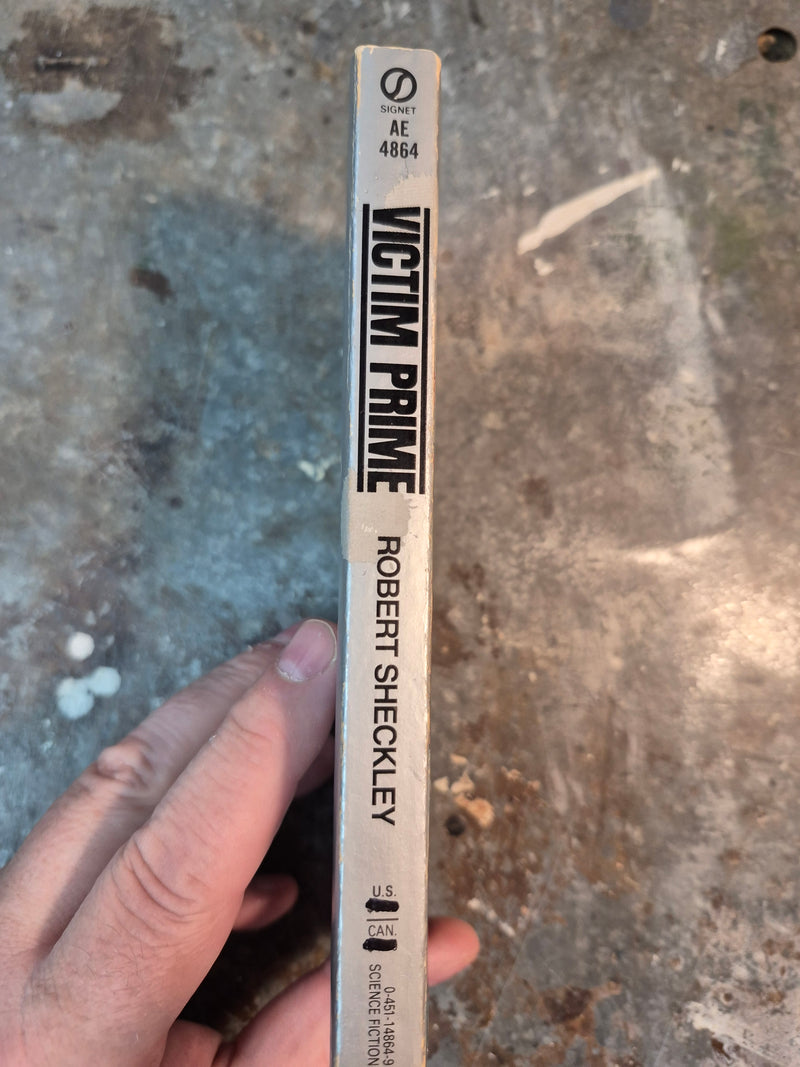 SIGNET
AE
4864
VICTIM PRIME
ROBERT SHECKLEY
U.S.
CAN.
0-451-14864-9
SCIENCE FICTION